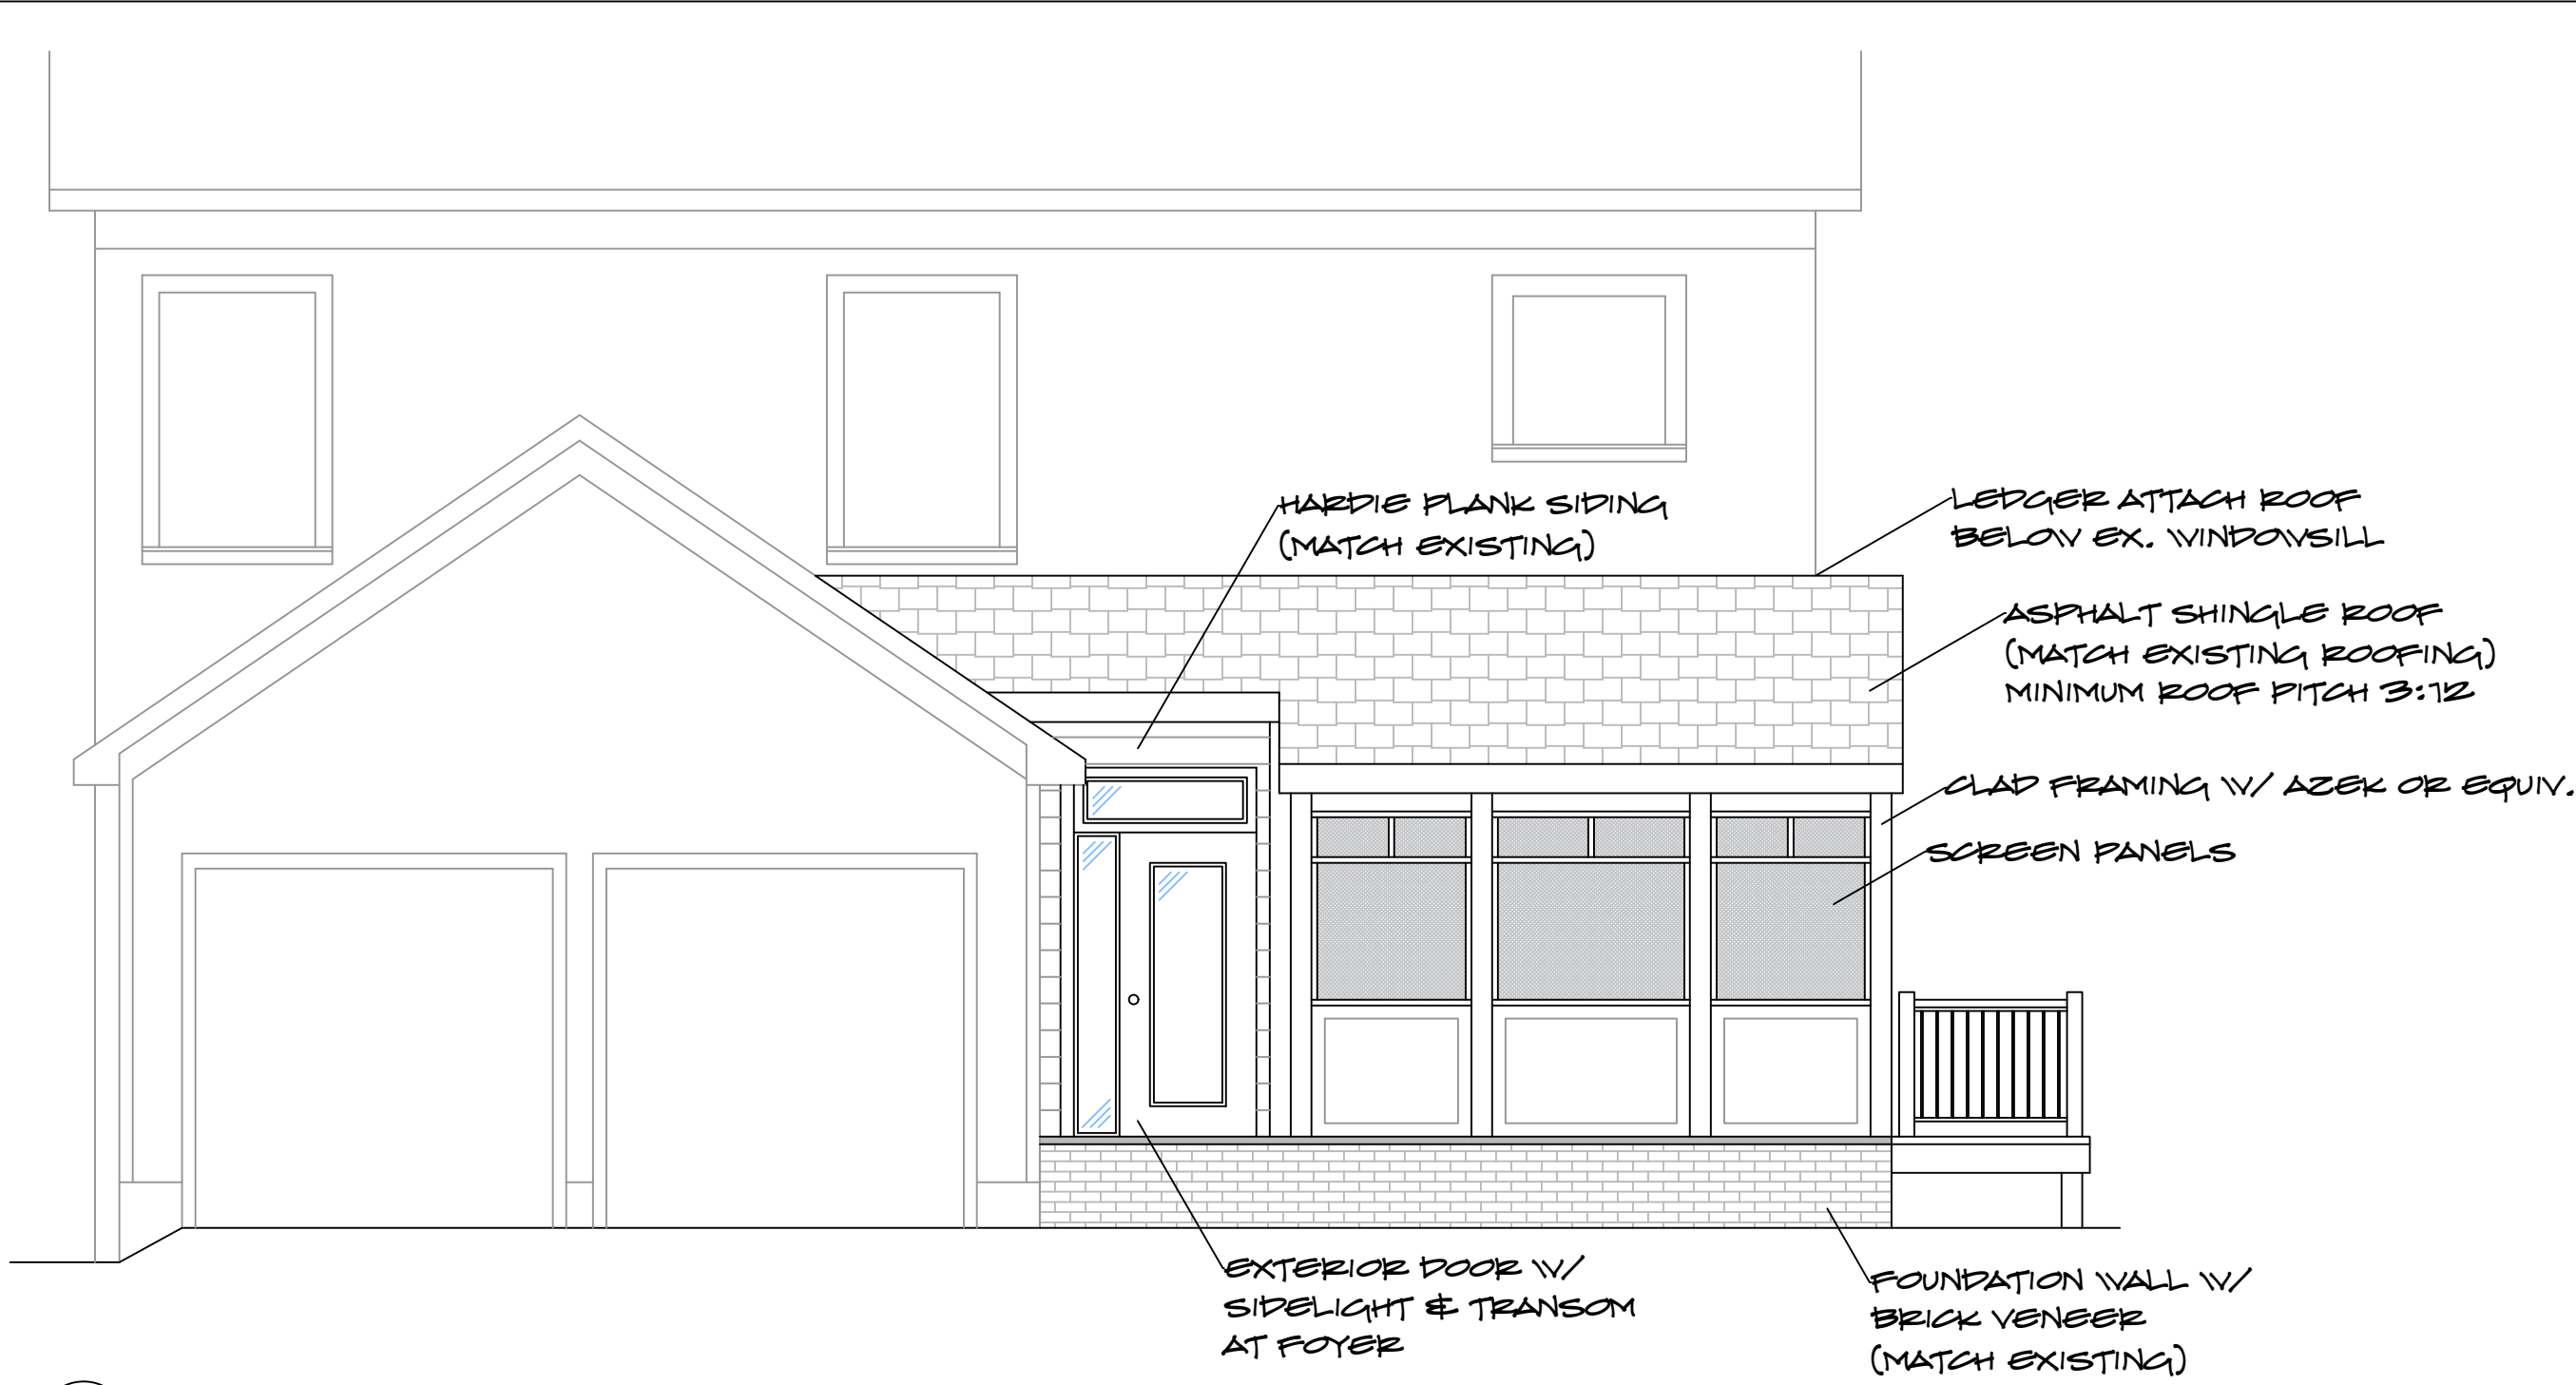 HARDIE PLANK SIDING
(MATCH EXISTING)
LEDGER ATTACH ROOF
BELOW EX. WINDOWSILL
ASPHALT SHINGLE ROOF
(MATCH EXISTING ROOFING)
MINIMUM ROOF PITCH 3:12
CLAD FRAMING W/ AZEK OR EQUIV.
SCREEN PANELS
EXTERIOR DOOR W/
SIDELIGHT & TRANSOM
AT FOYER
FOUNDATION WALL W/
BRICK VENEER
(MATCH EXISTING)